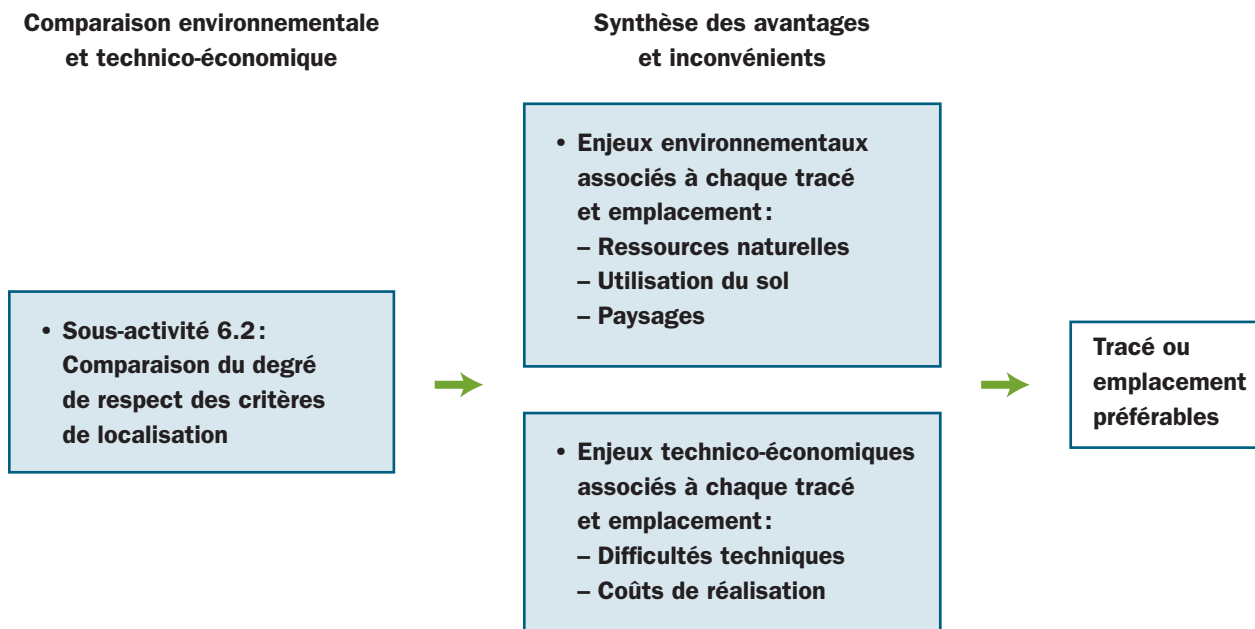 Comparaison environnementale
et technico-économique
Synthèse des avantages
et inconvénients
• Sous-activité 6.2 :
Comparaison du degré
de respect des critères
de localisation
• Enjeux environnementaux
associés à chaque tracé
et emplacement :
– Ressources naturelles
– Utilisation du sol
– Paysages
• Enjeux technico-économiques
associés à chaque tracé
et emplacement :
– Difficultés techniques
– Coûts de réalisation
Tracé ou
emplacement
préférables